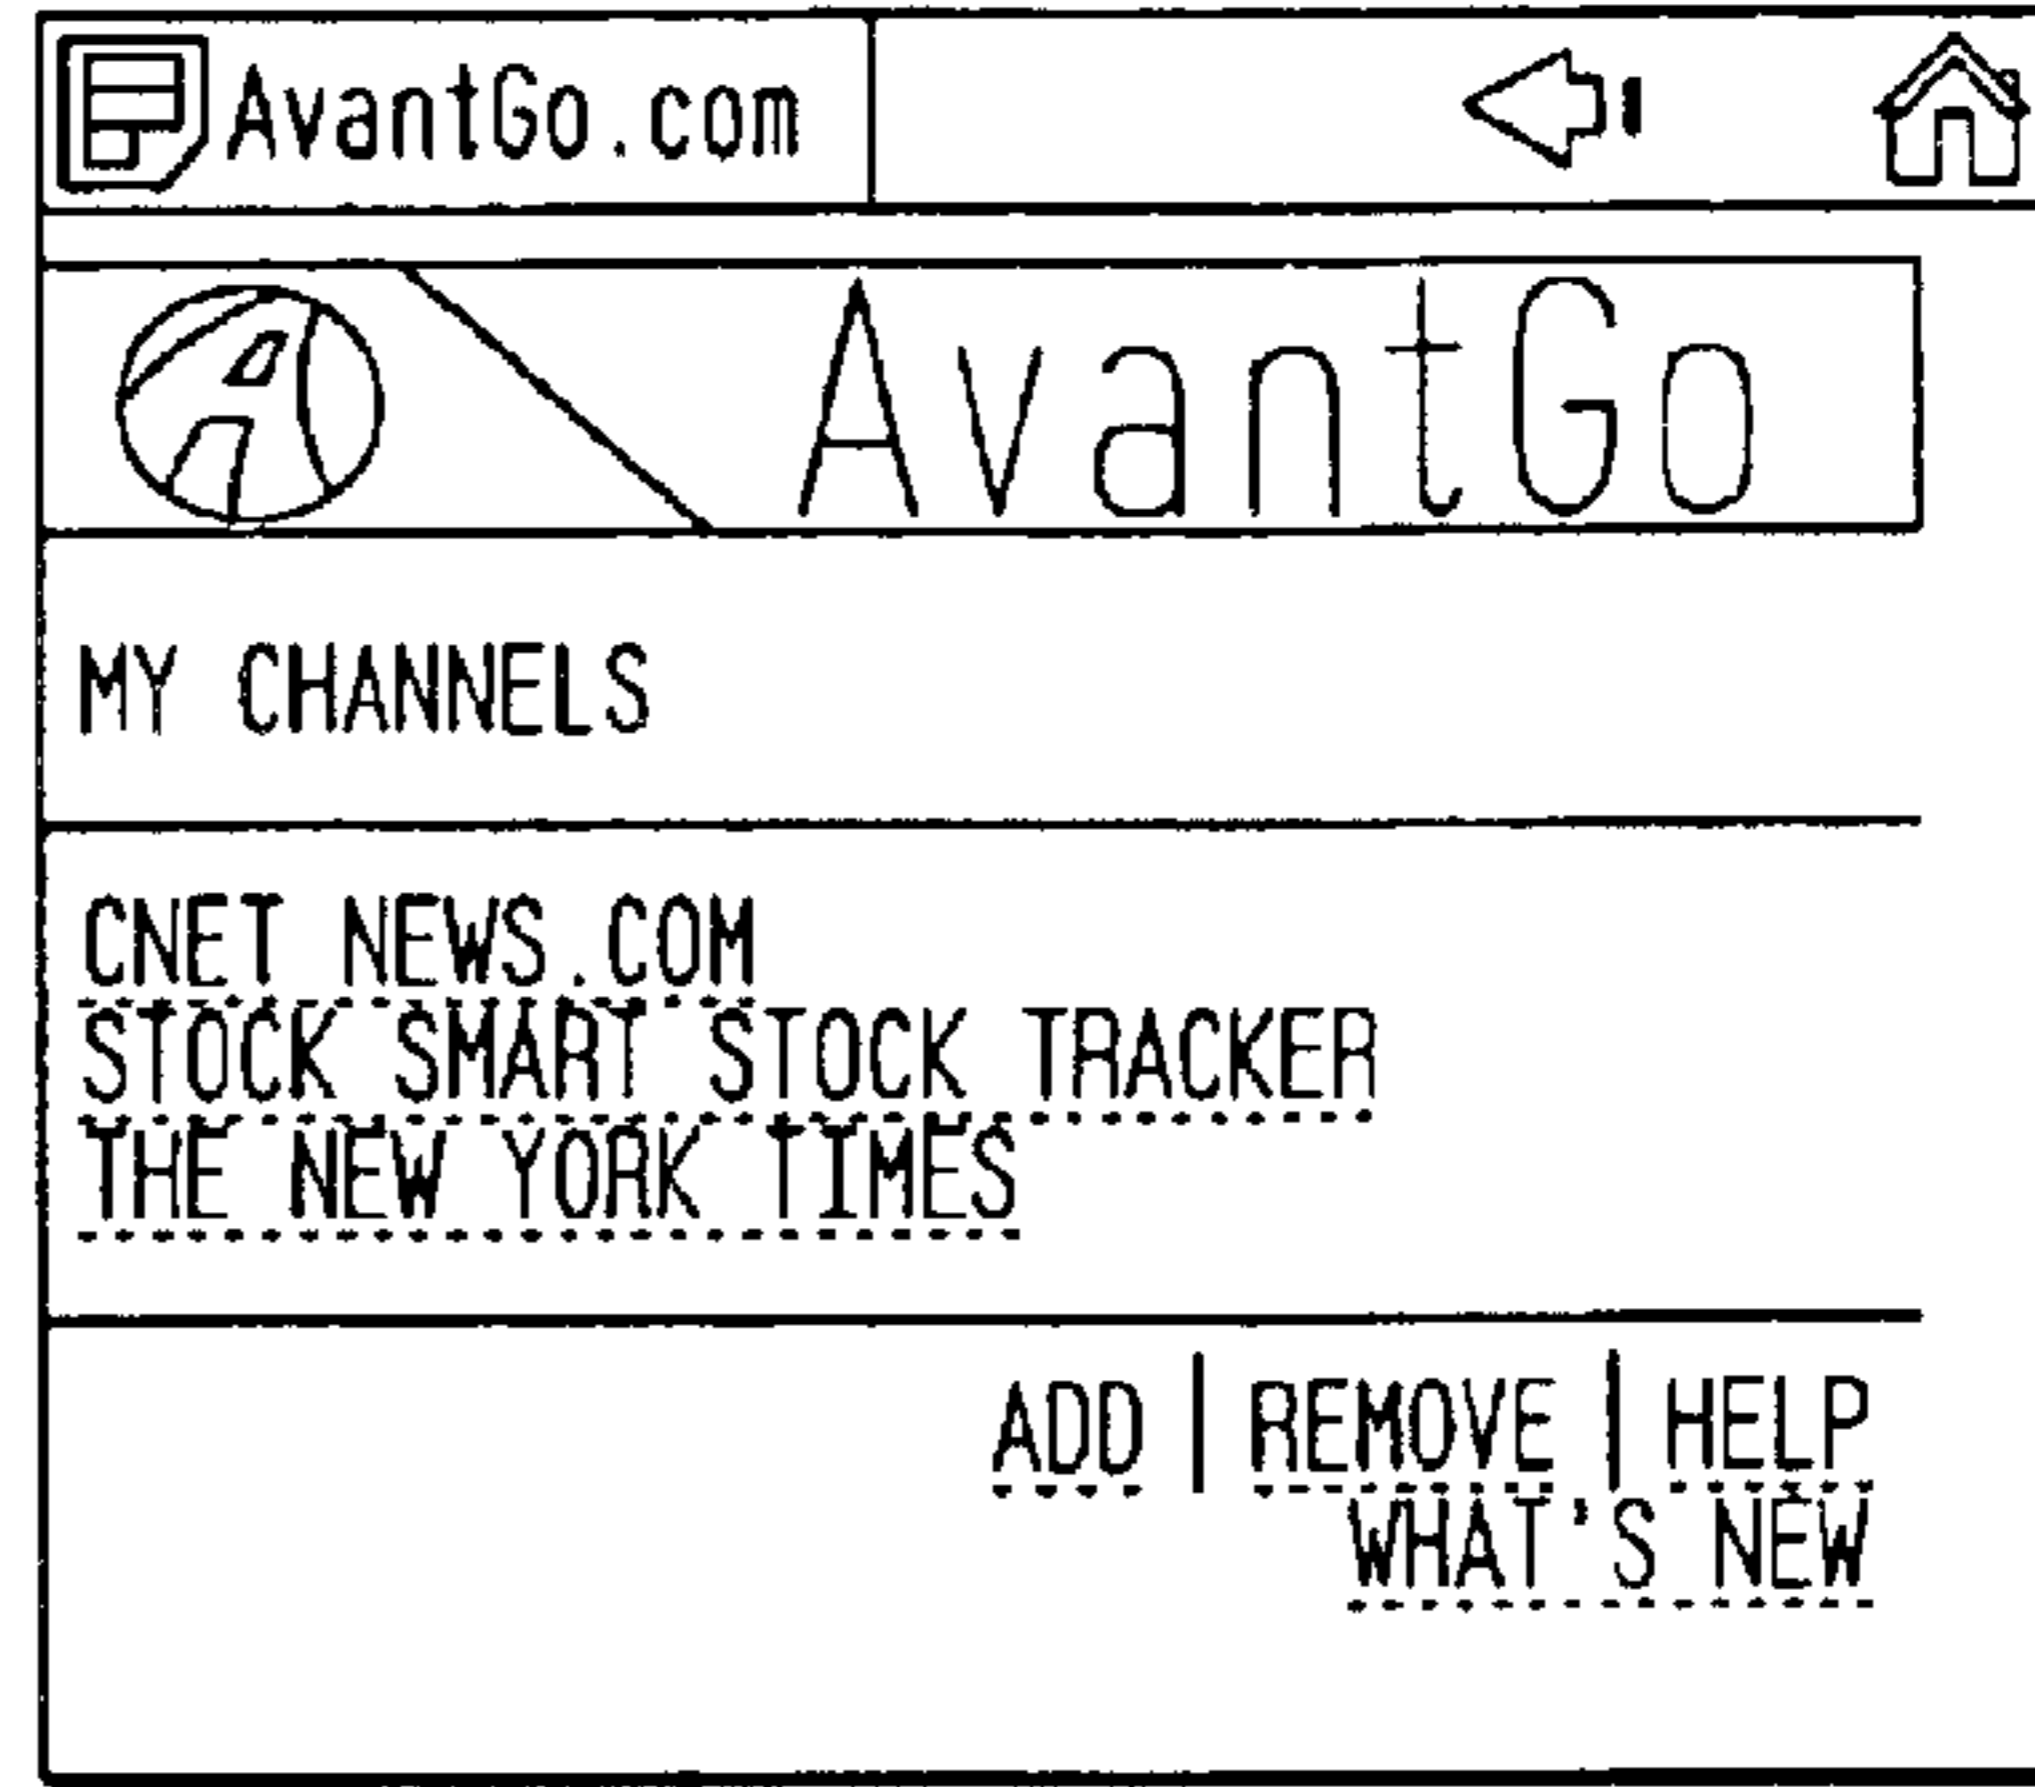 AvantGo.com
AvantGo
MY CHANNELS
CNET NEWS.COM
STOCK SMART STOCK TRACKER
THE NEW YORK TIMES
ADD | REMOVE | HELP
WHAT'S NEW